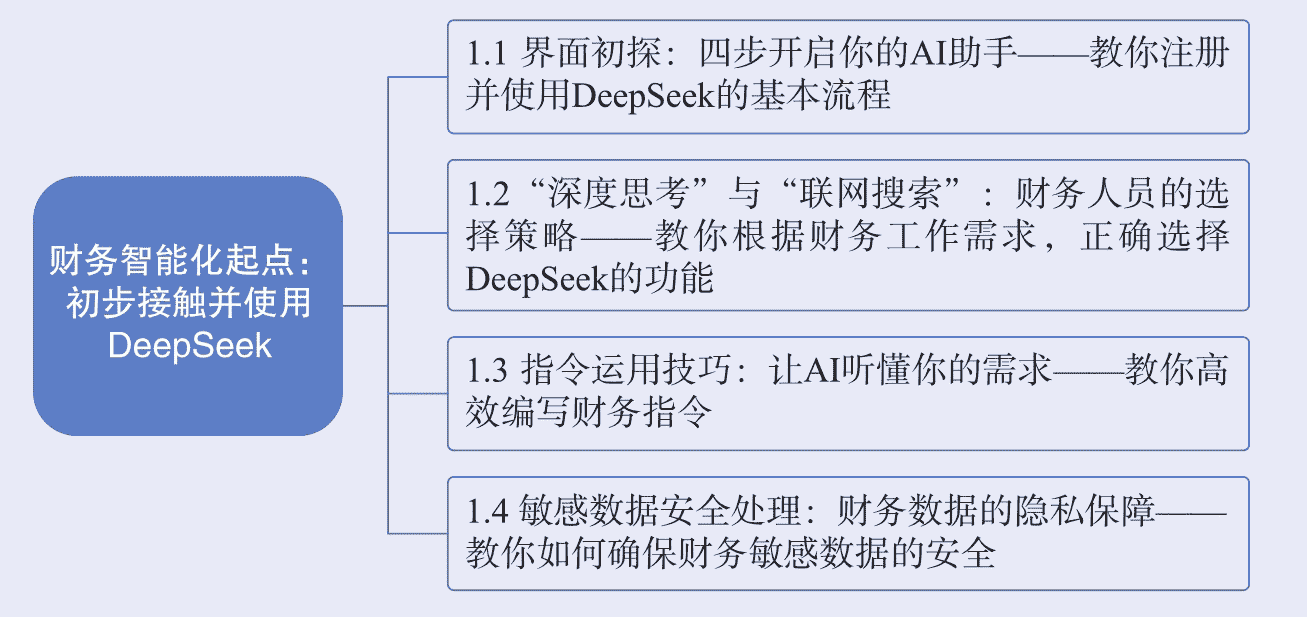 财务智能化起点：
初步接触并使用
DeepSeek
1.1 界面初探：四步开启你的AI助手——教你注册
并使用DeepSeek的基本流程
1.2 “深度思考”与“联网搜索”：财务人员的选
择策略——教你根据财务工作需求，正确选择
DeepSeek的功能
1.3 指令运用技巧：让AI听懂你的需求——教你高
效编写财务指令
1.4 敏感数据安全处理：财务数据的隐私保障——
教你如何确保财务敏感数据的安全